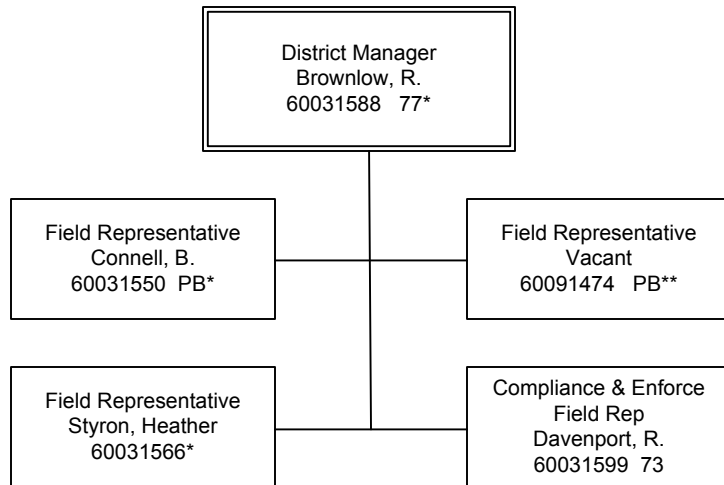 District Manager
Brownlow, R.
60031588 77*
Field Representative
Connell, B.
60031550 PB*
Field Representative
Vacant
60091474 PB**
Field Representative
Styron, Heather
60031566*
Compliance & Enforce
Field Rep
Davenport, R.
60031599 73